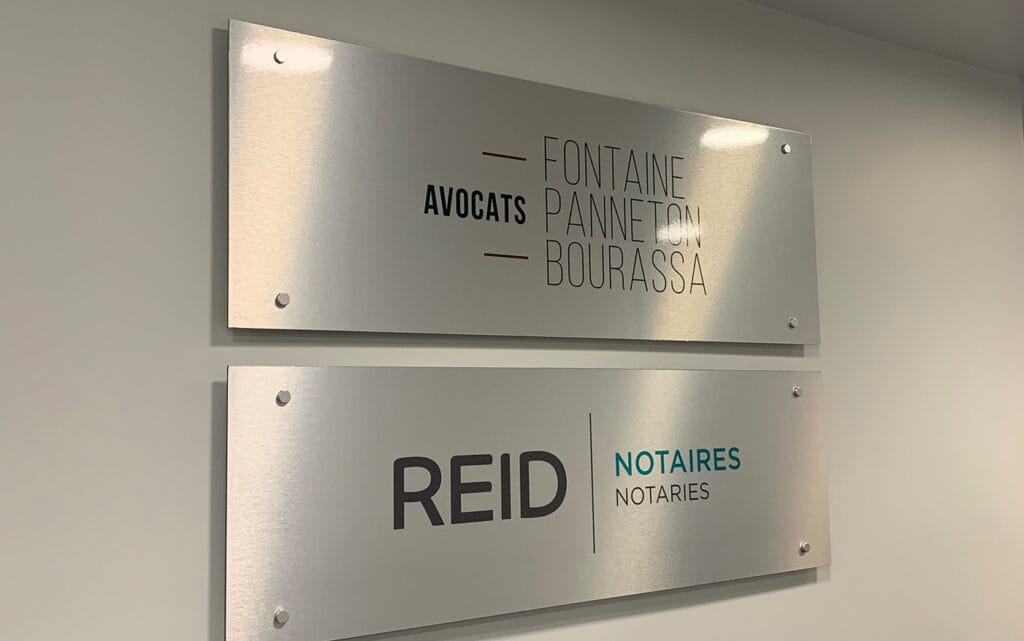 AVOCATS
FONTAINE
PANNETON
BOURASSA
REID
NOTAIRES
NOTARIES